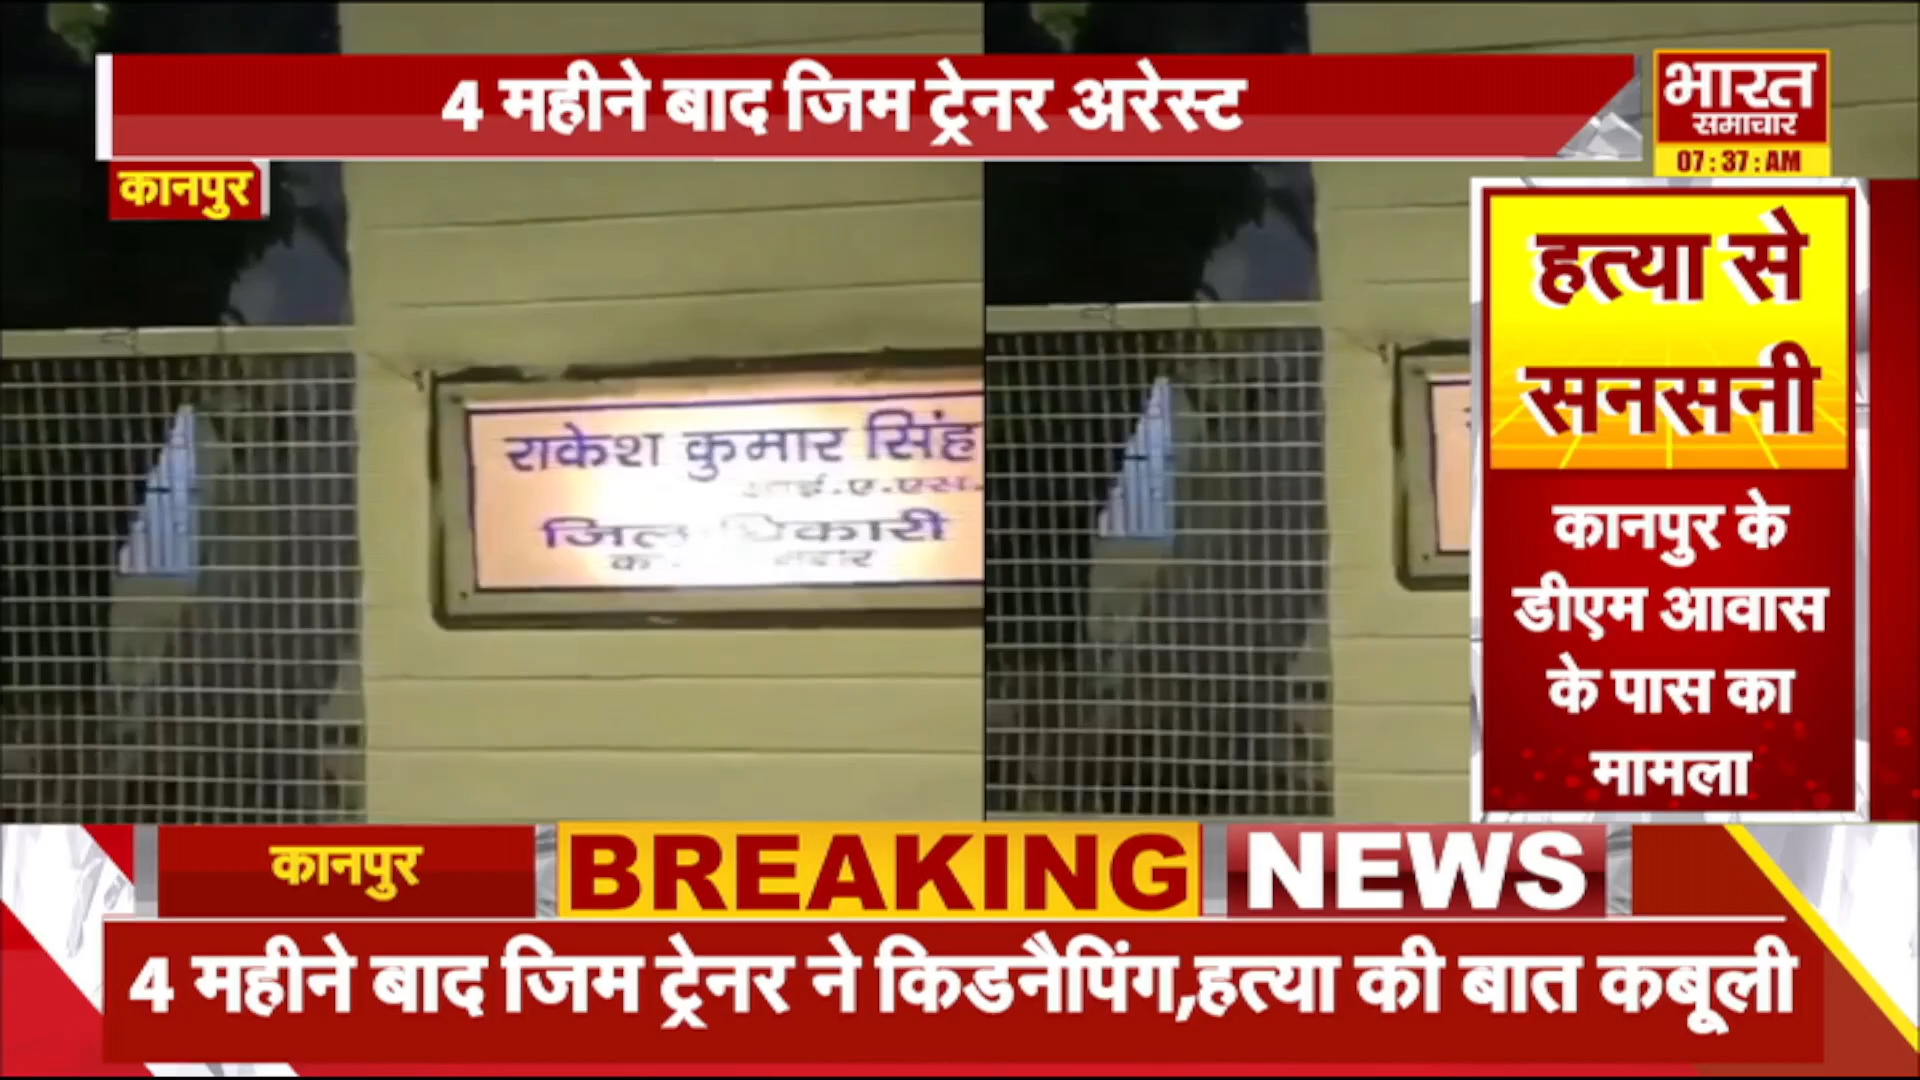 4 महीने बाद जिम ट्रेनर अरेस्ट
भारत
समाचार
07:37:AM
कानपुर
हत्या से
सनसनी
कानपुर के
डीएम आवास
के पास का
मामला
राकेश कुमार सिंह
कानपुर
BREAKING NEWS
4 महीने बाद जिम ट्रेनर ने किडनैपिंग,हत्या की बात कबूली